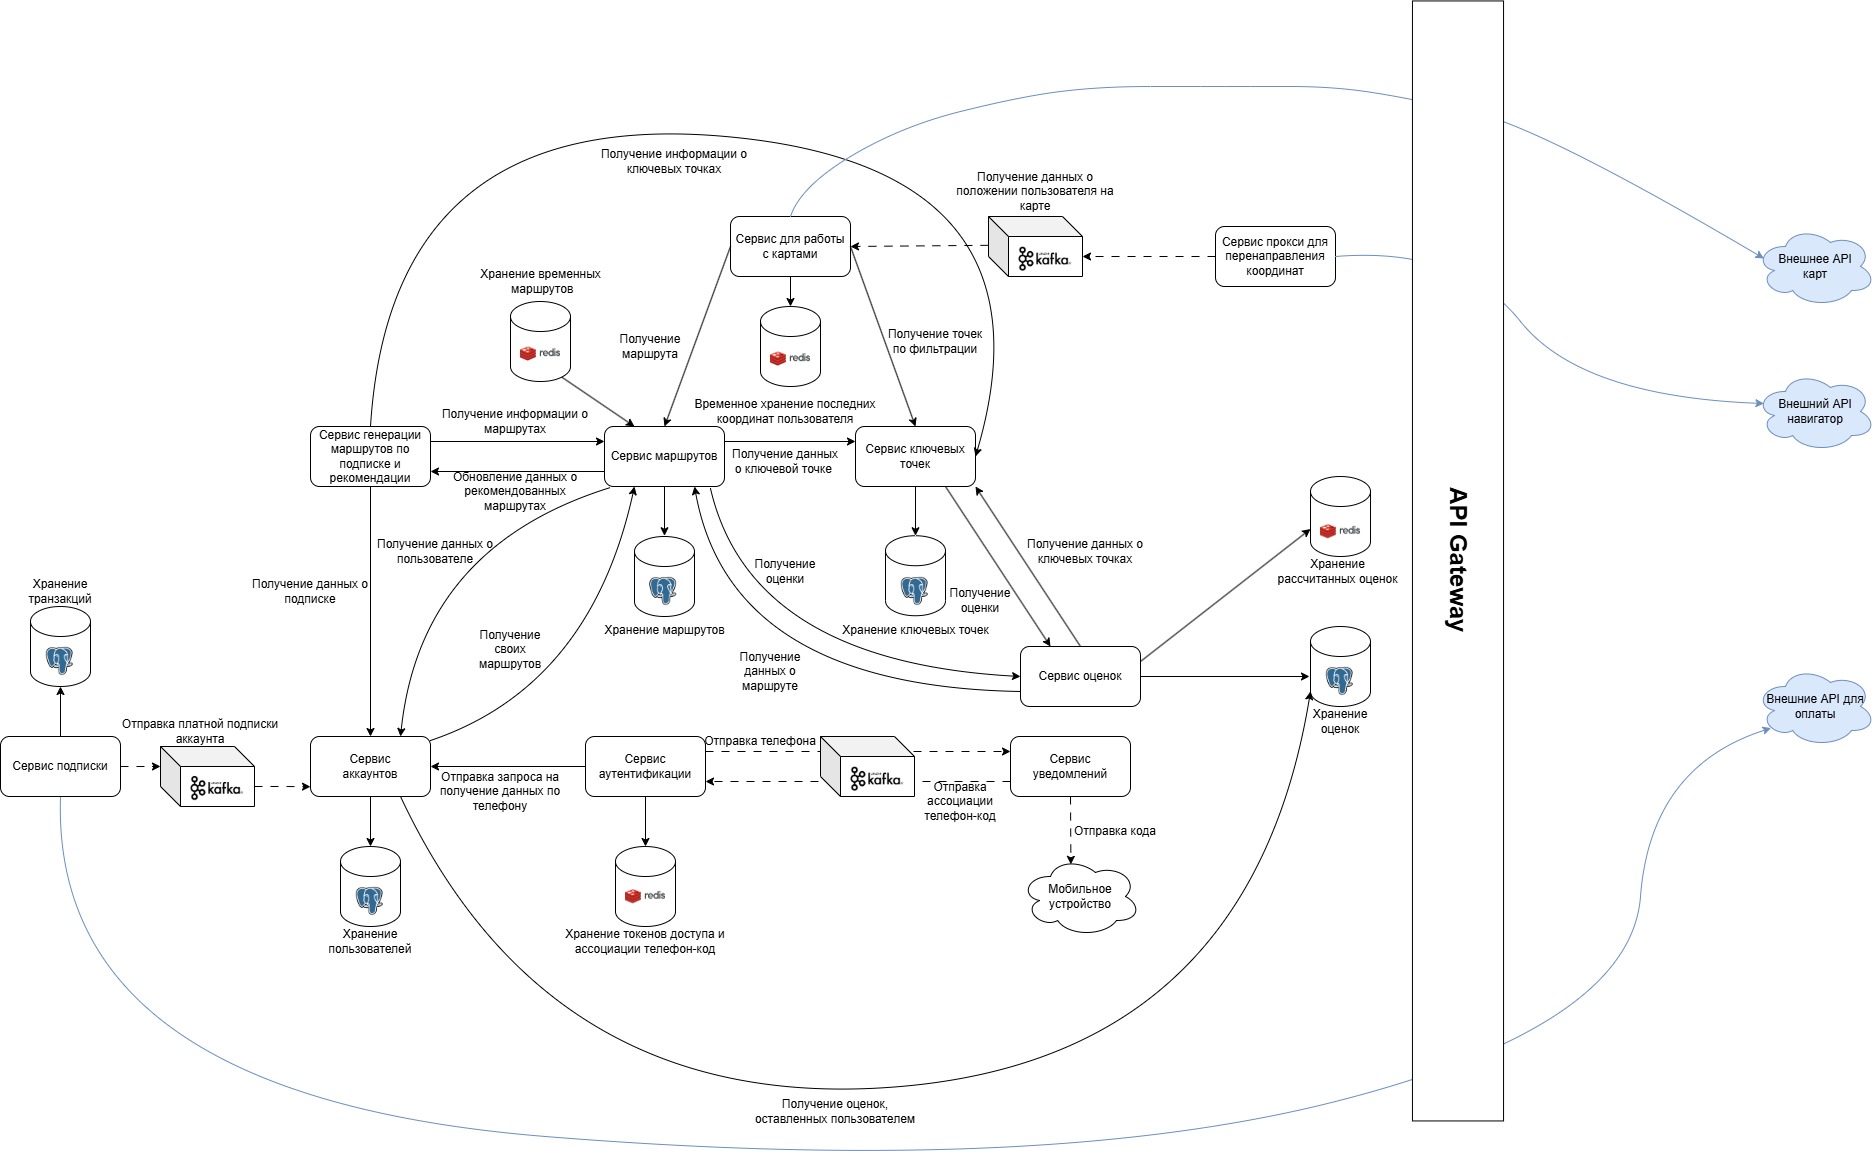 Получение информации о
ключевых точках
Получение данных о
положении пользователя на
карте
Сервис для работы
с картами
kafka
Сервис прокси для
перенаправления
координат
Внешнее API
карт
Хранение временных
маршрутов
redis
Получение
маршрута
redis
Получение точек
по фильтрации
Временное хранение последних
координат пользователя
Внешний API
навигатор
Получение информации о
маршрутах
Сервис генерации
маршрутов по
подписке и
рекомендации
Сервис маршрутов
Получение данных
о ключевой точке
Сервис ключевых
точек
Обновление данных о
рекомендованных
маршрутах
API Gateway
redis
Хранение
рассчитанных оценок
Получение данных о
пользователе
Получение данных о
подписке
Получение
оценки
Получение данных о
ключевых точках
Получение
оценки
Хранение
транзакций
Хранение маршрутов
Хранение ключевых точек
Получение
своих
маршрутов
Получение
данных о
маршруте
Сервис оценок
Хранение
оценок
Внешние API для
оплаты
Отправка платной подписки
аккаунта
Сервис подписки
kafka
Сервис
аккаунтов
Отправка запроса на
получение данных по
телефону
Сервис
аутентификации
Отправка телефона
kafka
Отправка
ассоциации
телефон-код
Сервис
уведомлений
Отправка кода
Мобильное
устройство
Хранение
пользователей
redis
Хранение токенов доступа и
ассоциации телефон-код
Получение оценок,
оставленных пользователем